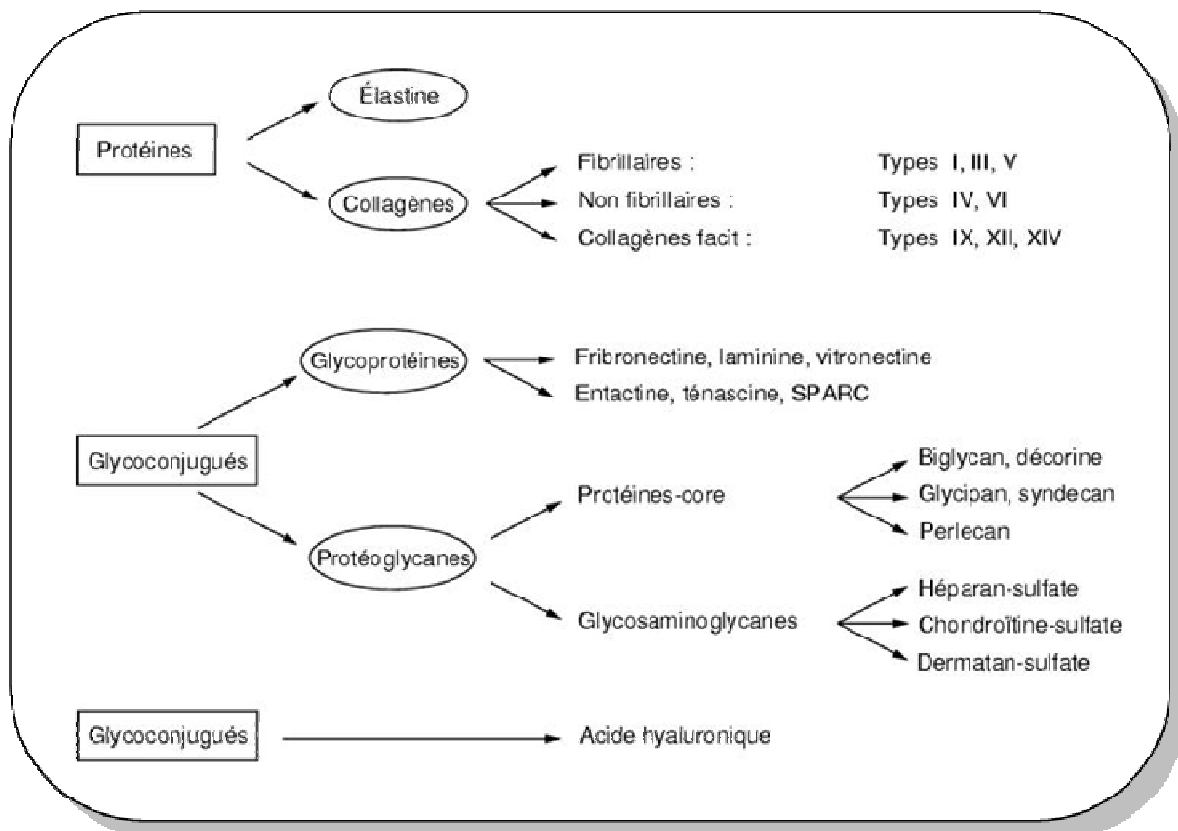 Élastine
Protéines
Fibrillaires : Types I, III, V
Collagènes
Non fibrillaires : Types IV, VI
Collagènes facit : Types IX, XII, XIV
Glycoprotéines
Fribronectine, laminine, vitronectine
Entactine, ténascine, SPARC
Glycoconjugués
Biglycan, décorine
Protéines-core
Glycipan, syndecan
Perlecan
Protéoglycanes
Héparan-sulfate
Glycosaminoglycanes
Chondroïtine-sulfate
Dermatan-sulfate
Glycoconjugués
Acide hyaluronique